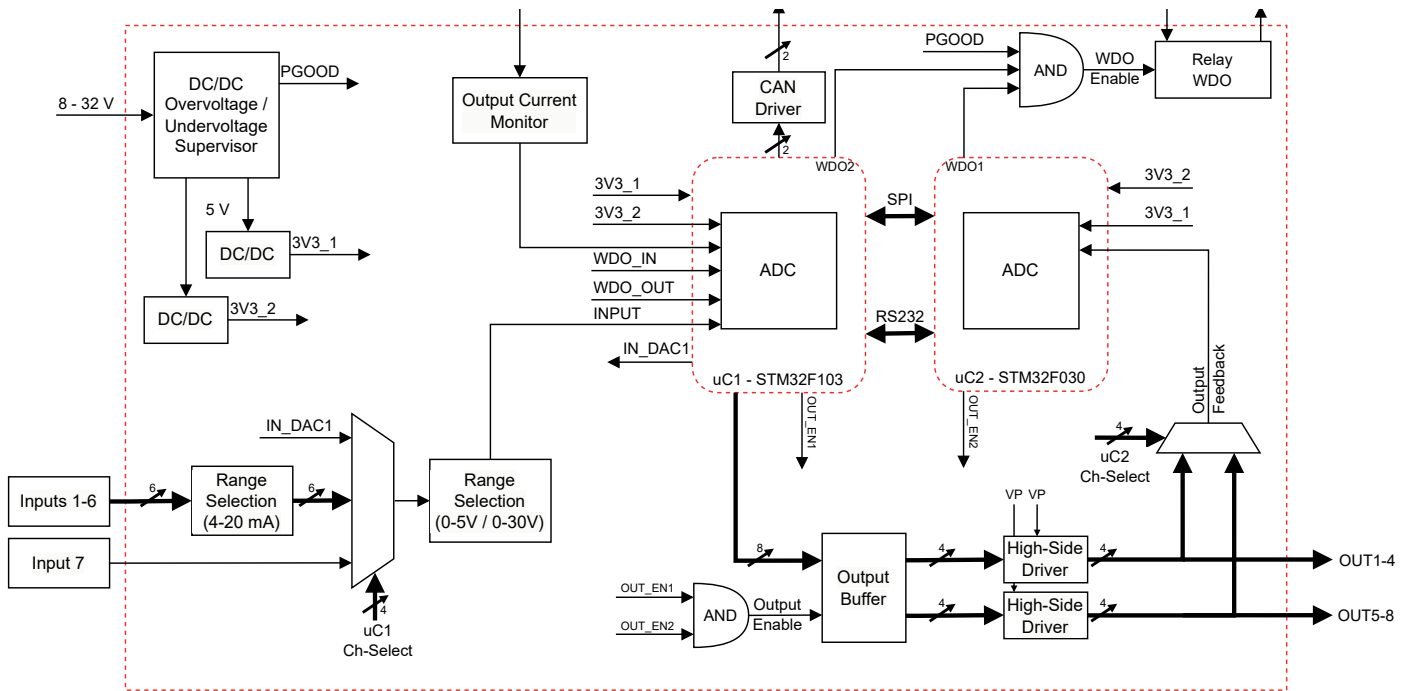 8 - 32 V
DC/DC
Overvoltage /
Undervoltage
Supervisor
PGOOD
5 V
DC/DC
3V3_1
DC/DC
3V3_2
Output Current
Monitor
2
CAN
Driver
2
PGOOD
AND
WDO
Enable
Relay
WDO
WDO2
WDO1
3V3_1
3V3_2
WDO_IN
WDO_OUT
INPUT
IN_DAC1
ADC
uC1 - STM32F103
SPI
RS232
ADC
uC2 - STM32F030
3V3_2
3V3_1
OUT_EN1
OUT_EN2
Output
Feedback
4
uC2
Ch-Select
IN_DAC1
Inputs 1-6
6
Range
Selection
(4-20 mA)
6
Input 7
4
uC1
Ch-Select
Range
Selection
(0-5V / 0-30V)
8
OUT_EN1
OUT_EN2
AND
Output
Enable
Output
Buffer
4
4
VP
VP
High-Side
Driver
High-Side
Driver
4
4
OUT1-4
OUT5-8